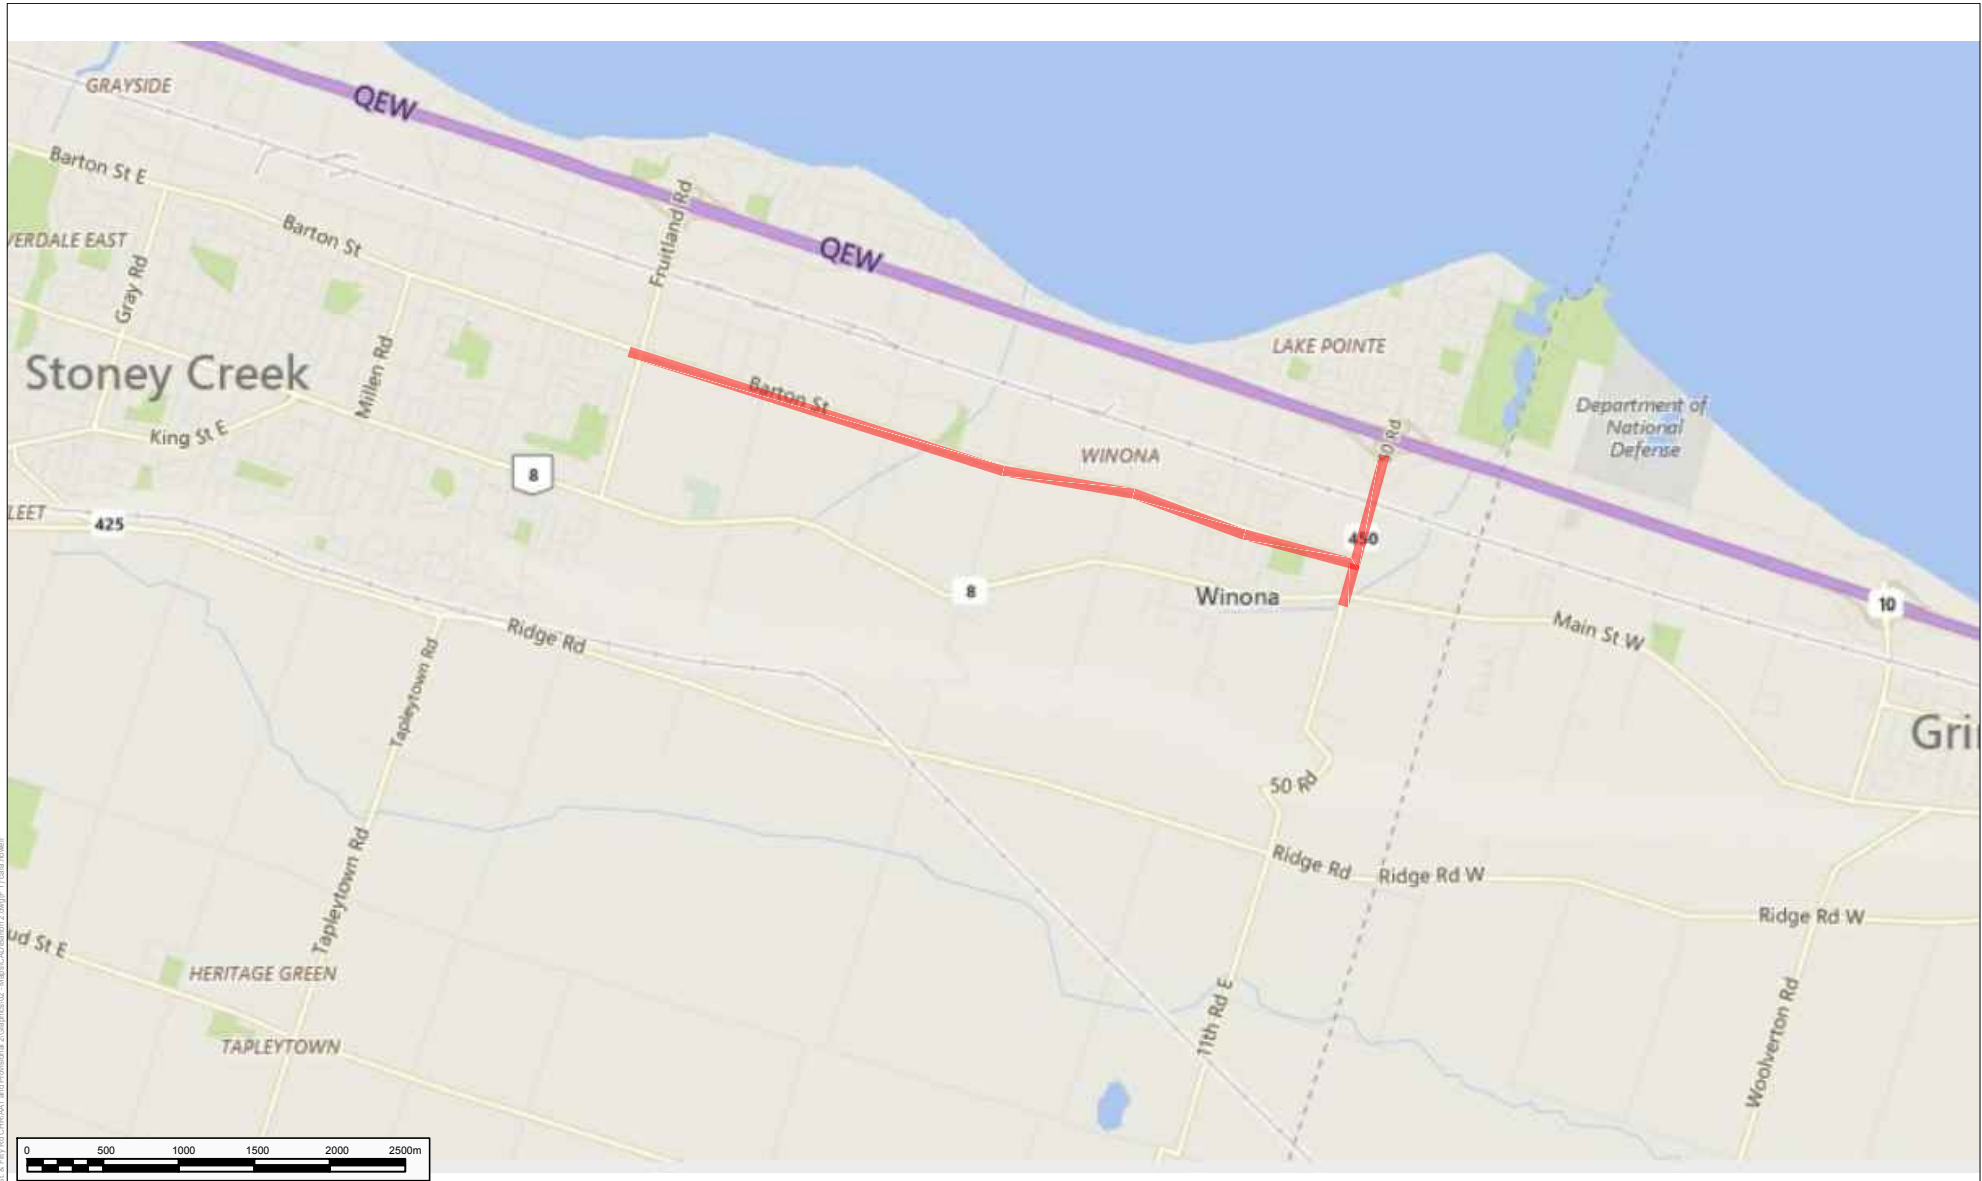 GRAYSIDE
QEW
Barton St E
Barton St
Fruitland Rd
VERDALE EAST
Gray Rd
QEW
Stoney Creek
Millen Rd
King St E
LAKE POINTE
Department of
National
Defense
Barton St
50 Rd
WINONA
8
LEET
425
450
8
Winona
10
Main St W
Ridge Rd
Tapleytown Rd
Gri
50 Rd
Ridge Rd
Ridge Rd W
Ridge Rd W
Tapleytown Rd
ud St E
HERITAGE GREEN
11th Rd E
Woolverton Rd
TAPLEYTOWN
0 500 1000 1500 2000 2500m